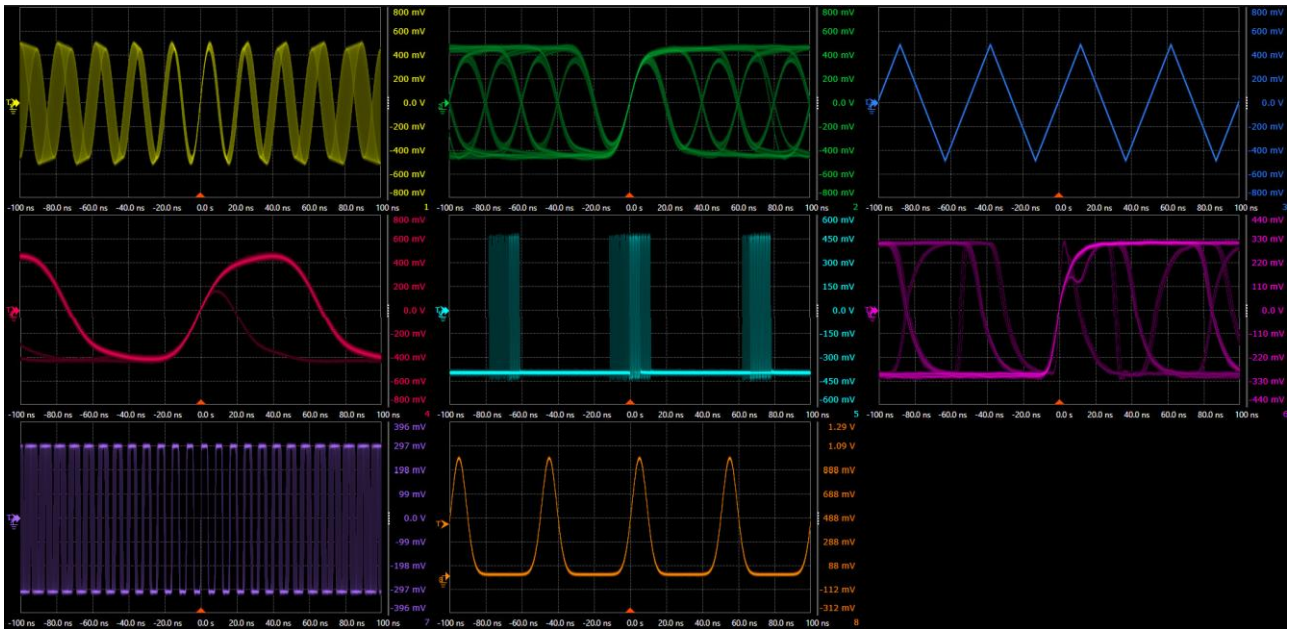 800 mV
600 mV
400 mV
200 mV
0.0 V
-200 mV
-400 mV
-600 mV
-800 mV
-100 ns -80.0 ns -60.0 ns -40.0 ns -20.0 ns 0.0 s 20.0 ns 40.0 ns 60.0 ns 80.0 ns 100 ns
1
800 mV
600 mV
400 mV
200 mV
0.0 V
-200 mV
-400 mV
-600 mV
-800 mV
-100 ns -80.0 ns -60.0 ns -40.0 ns -20.0 ns 0.0 s 20.0 ns 40.0 ns 60.0 ns 80.0 ns 100 ns
2
800 mV
600 mV
400 mV
200 mV
0.0 V
-200 mV
-400 mV
-600 mV
-800 mV
-100 ns -80.0 ns -60.0 ns -40.0 ns -20.0 ns 0.0 s 20.0 ns 40.0 ns 60.0 ns 80.0 ns 100 ns
3
800 mV
600 mV
400 mV
200 mV
0.0 V
-200 mV
-400 mV
-600 mV
-800 mV
-100 ns -80.0 ns -60.0 ns -40.0 ns -20.0 ns 0.0 s 20.0 ns 40.0 ns 60.0 ns 80.0 ns 100 ns
4
600 mV
450 mV
300 mV
150 mV
0.0 V
-150 mV
-300 mV
-450 mV
-600 mV
-100 ns -80.0 ns -60.0 ns -40.0 ns -20.0 ns 0.0 s 20.0 ns 40.0 ns 60.0 ns 80.0 ns 100 ns
5
440 mV
330 mV
220 mV
110 mV
0.0 V
-110 mV
-220 mV
-330 mV
-440 mV
-100 ns -80.0 ns -60.0 ns -40.0 ns -20.0 ns 0.0 s 20.0 ns 40.0 ns 60.0 ns 80.0 ns 100 ns
6
396 mV
297 mV
198 mV
99 mV
0.0 V
-99 mV
-198 mV
-297 mV
-396 mV
-100 ns -80.0 ns -60.0 ns -40.0 ns -20.0 ns 0.0 s 20.0 ns 40.0 ns 60.0 ns 80.0 ns 100 ns
7
1.29 V
1.09 V
888 mV
688 mV
488 mV
288 mV
88 mV
-112 mV
-312 mV
-100 ns -80.0 ns -60.0 ns -40.0 ns -20.0 ns 0.0 s 20.0 ns 40.0 ns 60.0 ns 80.0 ns 100 ns
8